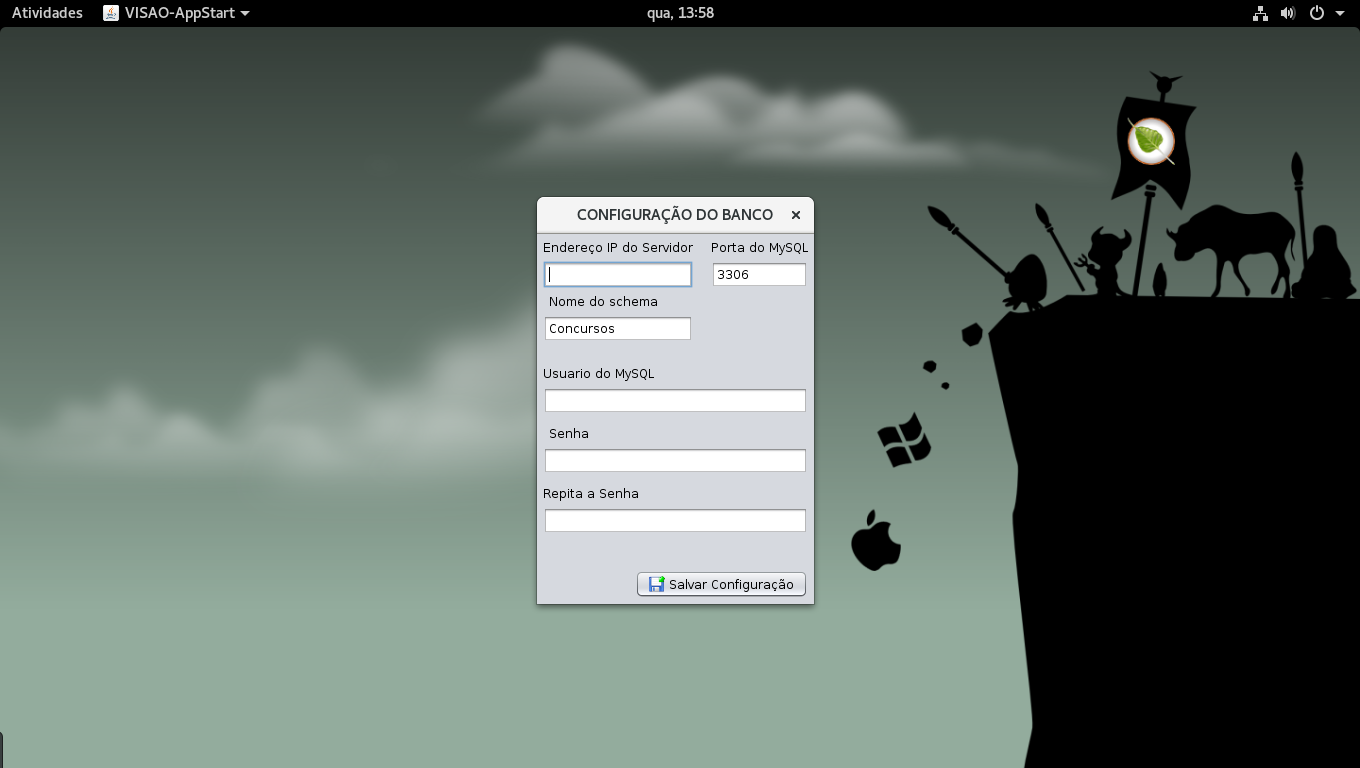 Atividades VISAO-AppStart qua, 13:58
CONFIGURAÇÃO DO BANCO
Endereço IP do Servidor Porta do MySQL
3306
Nome do schema
Concursos
Usuario do MySQL
Senha
Repita a Senha
Salvar Configuração